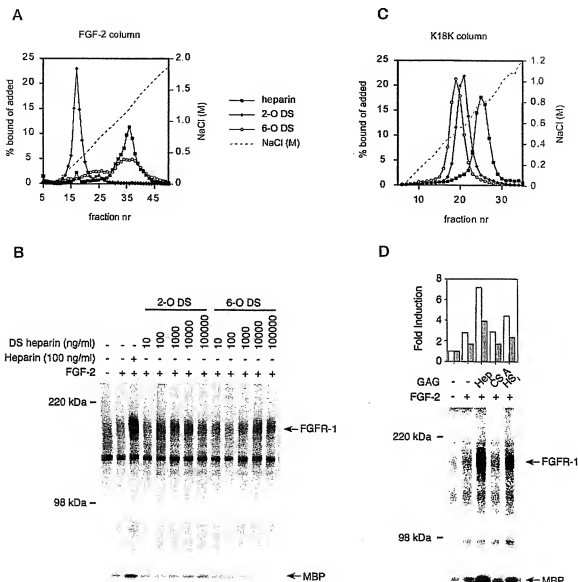 A
FGF-2 column
% bound of added
25
20
15
10
5
0
5
15
25
35
45
fraction nr
2.0
1.5
1.0
0.5
0
NaCl (M)
heparin
2-O DS
6-O DS
NaCl (M)
C
K18K column
% bound of added
25
20
15
10
5
0
10
20
30
fraction nr
1.2
1.0
0.8
0.6
0.4
0.2
0
NaCl (M)
B
2-O DS 6-O DS
DS heparin (ng/ml) - - - 10 100 1000 10000 100000 10 100 1000 10000 100000
Heparin (100 ng/ml) - - + - - - - - - - - - -
FGF-2 - + + + + + + + + + + + +
220 kDa
FGFR-1
98 kDa
MBP
D
Fold Induction
8
6
4
2
0
GAG - - Hep CSA HS
FGF-2 - + + + +
220 kDa
FGFR-1
98 kDa
MBP